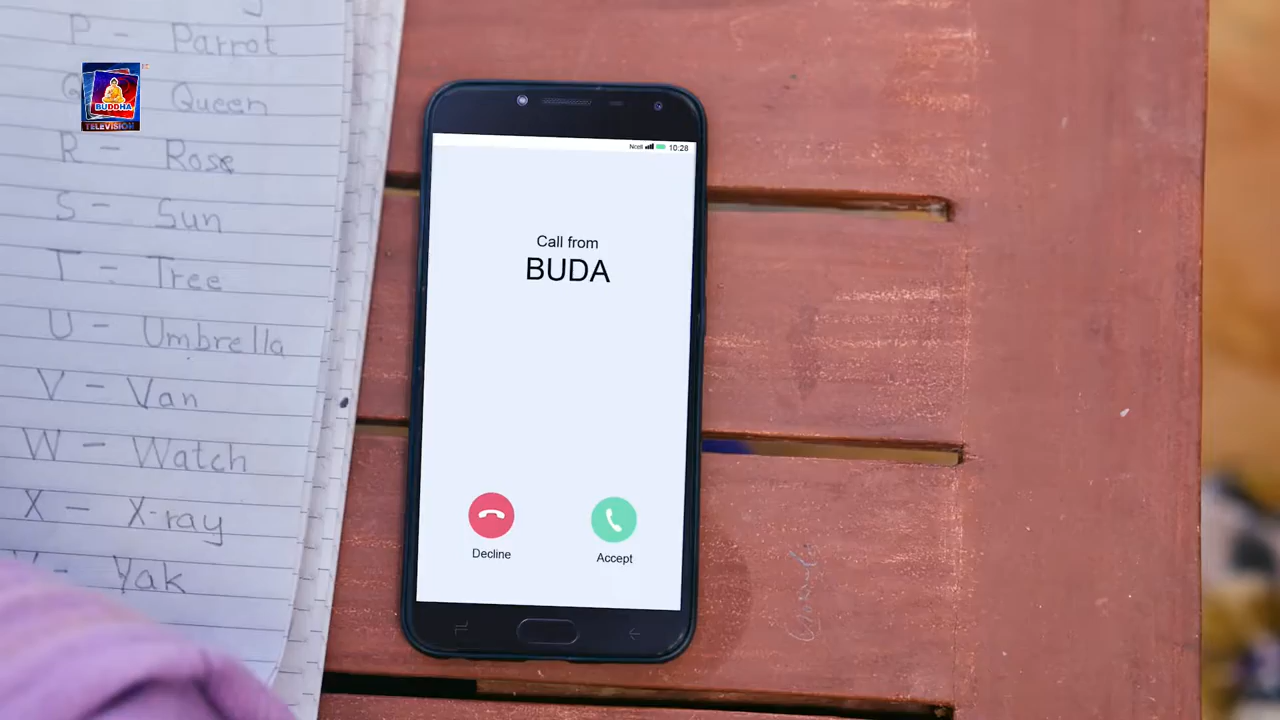 P - Parrot
Q Queen
R - Rose
S - Sun
T - Tree
U - Umbrella
V - Van
W - Watch
X - X-ray
- Yak
BUDDHA
TELEVISION
Ncell 10:28
Call from
BUDA
Decline
Accept